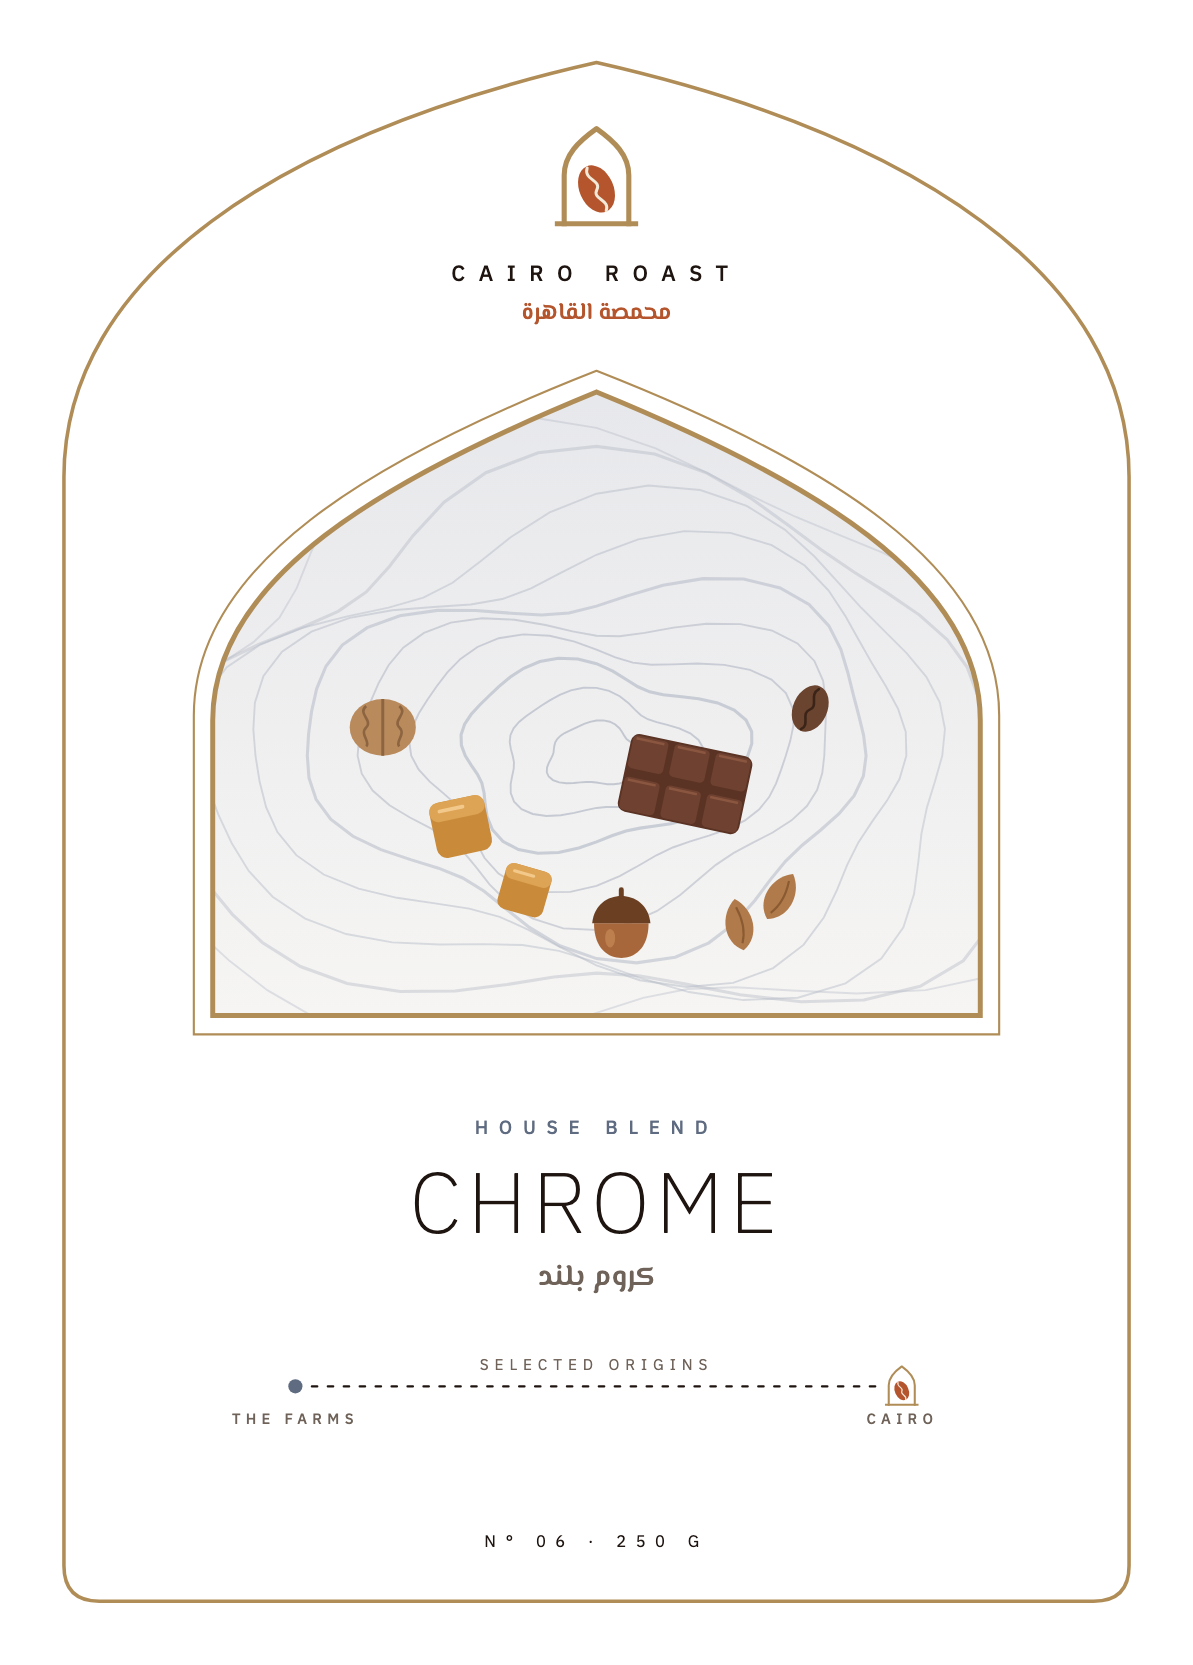 CAIRO ROAST
محمصة القاهرة
HOUSE BLEND
CHROME
كروم بلند
SELECTED ORIGINS
THE FARMS
CAIRO
N° 06 · 250 G